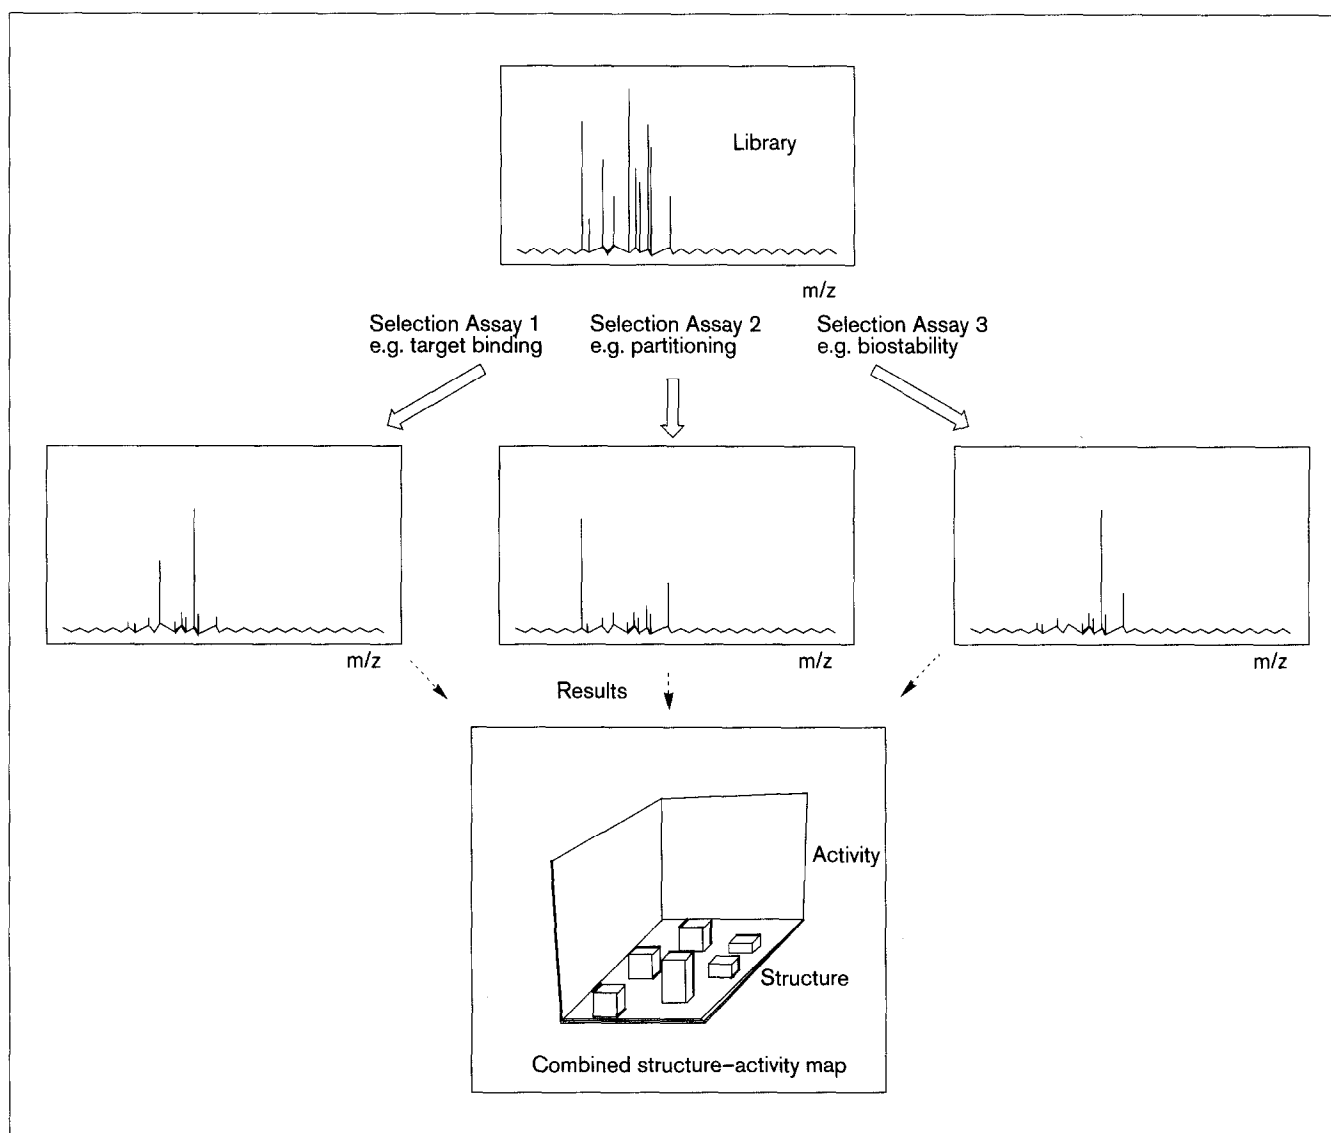 Library
m/z
Selection Assay 1
e.g. target binding
Selection Assay 2
e.g. partitioning
Selection Assay 3
e.g. biostability
m/z
m/z
m/z
Results
Activity
Structure
Combined structure–activity map